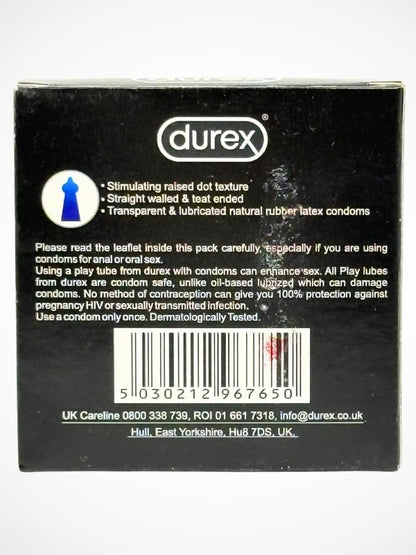 durex
durex®
• Stimulating raised dot texture
• Straight walled & teat ended
• Transparent & lubricated natural rubber latex condoms
Please read the leaflet inside this pack carefully, especially if you are using
condoms for anal or oral sex.
Using a play tube from durex with condoms can enhance sex. All Play lubes
from durex are condom safe, unlike oil-based lubrized which can damage
condoms. No method of contraception can give you 100% protection against
pregnancy HIV or sexually transmitted infection.
Use a condom only once. Dermatologically Tested.
5 030212 967650
UK Careline 0800 338 739, ROI 01 661 7318, info@durex.co.uk
Hull, East Yorkshire, Hu8 7DS, UK,